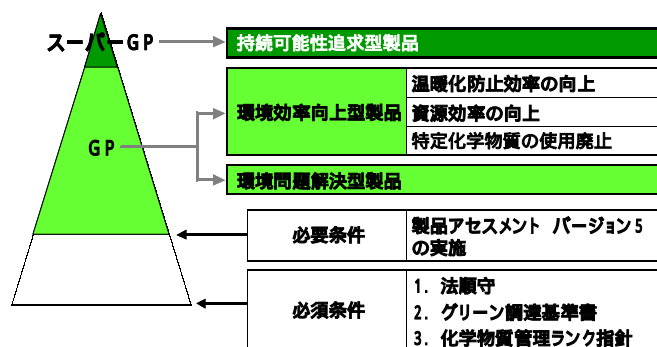 スーパーGP
持続可能性追求型製品
温暖化防止効率の向上
環境効率向上型製品
資源効率の向上
特定化学物質の使用廃止
GP
環境問題解決型製品
必要条件
製品アセスメント バージョン5
の実施
必須条件
1. 法順守
2. グリーン調達基準書
3. 化学物質管理ランク指針